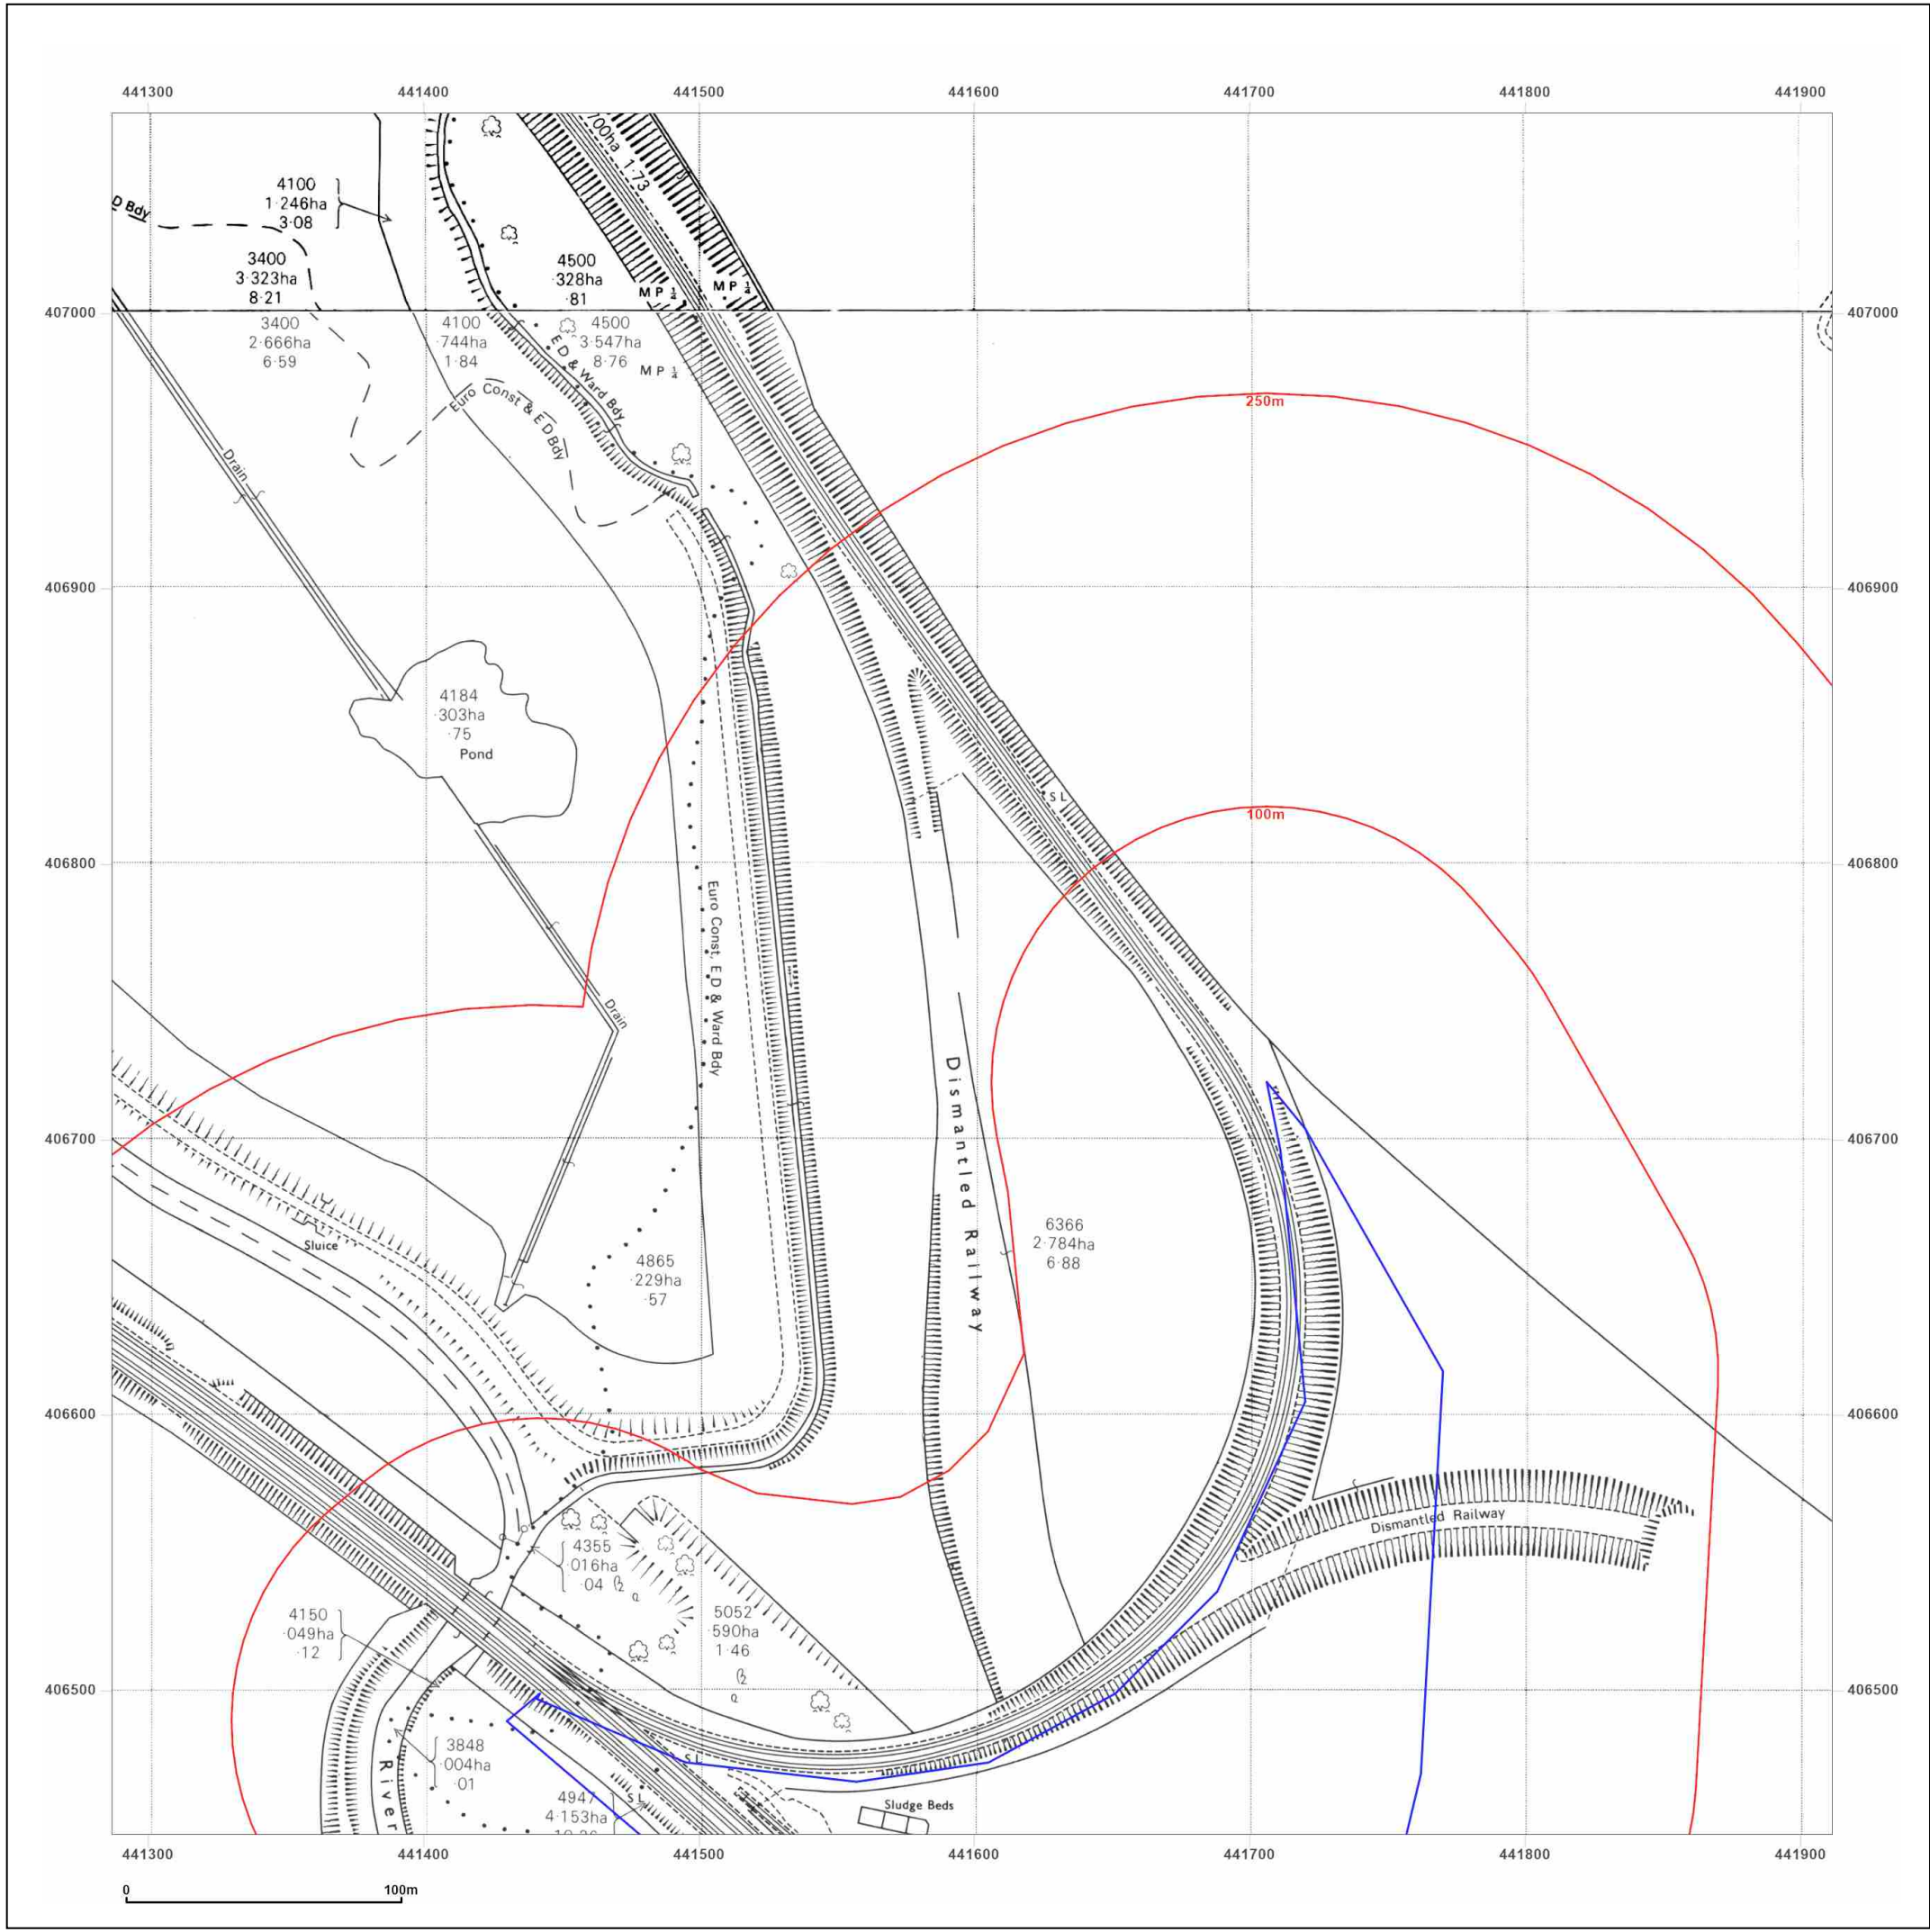 441300 441400 441500 441600 441700 441800 441900
700ha 1·73
4100
1·246ha
3·08
D Bdy
3400
3·323ha
8·21
4500
·328ha
·81
M P ¼
M P ¼
407000
407000
3400
2·666ha
6·59
4100
·744ha
1·84
4500
3·547ha
8·76
M P ¼
E D & Ward Bdy
Euro Const & E D Bdy
250m
Drain
406900
406900
4184
·303ha
·75
Pond
S L
100m
406800
406800
Euro Const, E D & Ward Bdy
Drain
Dismantled Railway
406700
406700
Sluice
4865
·229ha
·57
6366
2·784ha
6·88
406600
406600
Dismantled Railway
4355
·016ha
·04
4150
·049ha
·12
5052
·590ha
1·46
406500
406500
3848
·004ha
·01
River
S L
4947
4·153ha
S L
Sludge Beds
441300 441400 441500 441600 441700 441800 441900
0 100m